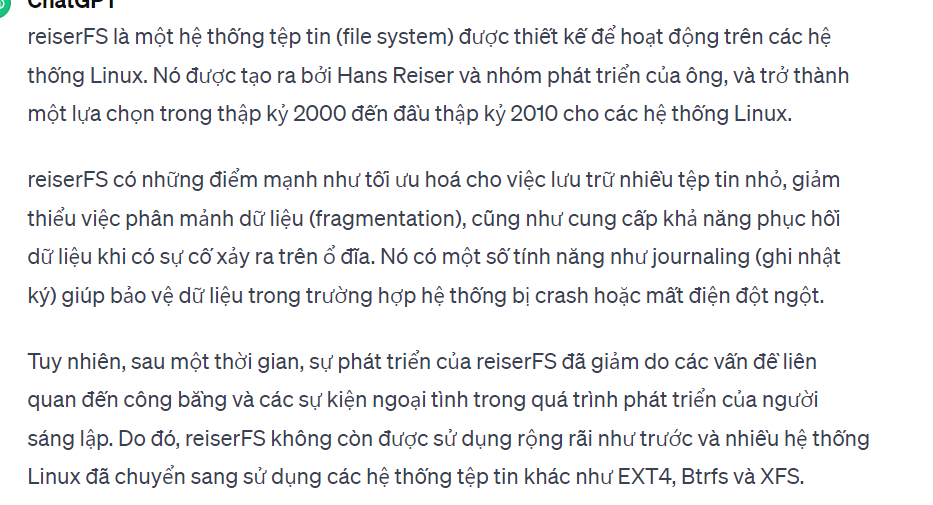 ChatGPT
reiserFS là một hệ thống tệp tin (file system) được thiết kế để hoạt động trên các hệ
thống Linux. Nó được tạo ra bởi Hans Reiser và nhóm phát triển của ông, và trở thành
một lựa chọn trong thập kỷ 2000 đến đầu thập kỷ 2010 cho các hệ thống Linux.
reiserFS có những điểm mạnh như tối ưu hoá cho việc lưu trữ nhiều tệp tin nhỏ, giảm
thiểu việc phân mảnh dữ liệu (fragmentation), cũng như cung cấp khả năng phục hồi
dữ liệu khi có sự cố xảy ra trên ổ đĩa. Nó có một số tính năng như journaling (ghi nhật
ký) giúp bảo vệ dữ liệu trong trường hợp hệ thống bị crash hoặc mất điện đột ngột.
Tuy nhiên, sau một thời gian, sự phát triển của reiserFS đã giảm do các vấn đề liên
quan đến công bằng và các sự kiện ngoại tình trong quá trình phát triển của người
sáng lập. Do đó, reiserFS không còn được sử dụng rộng rãi như trước và nhiều hệ thống
Linux đã chuyển sang sử dụng các hệ thống tệp tin khác như EXT4, Btrfs và XFS.